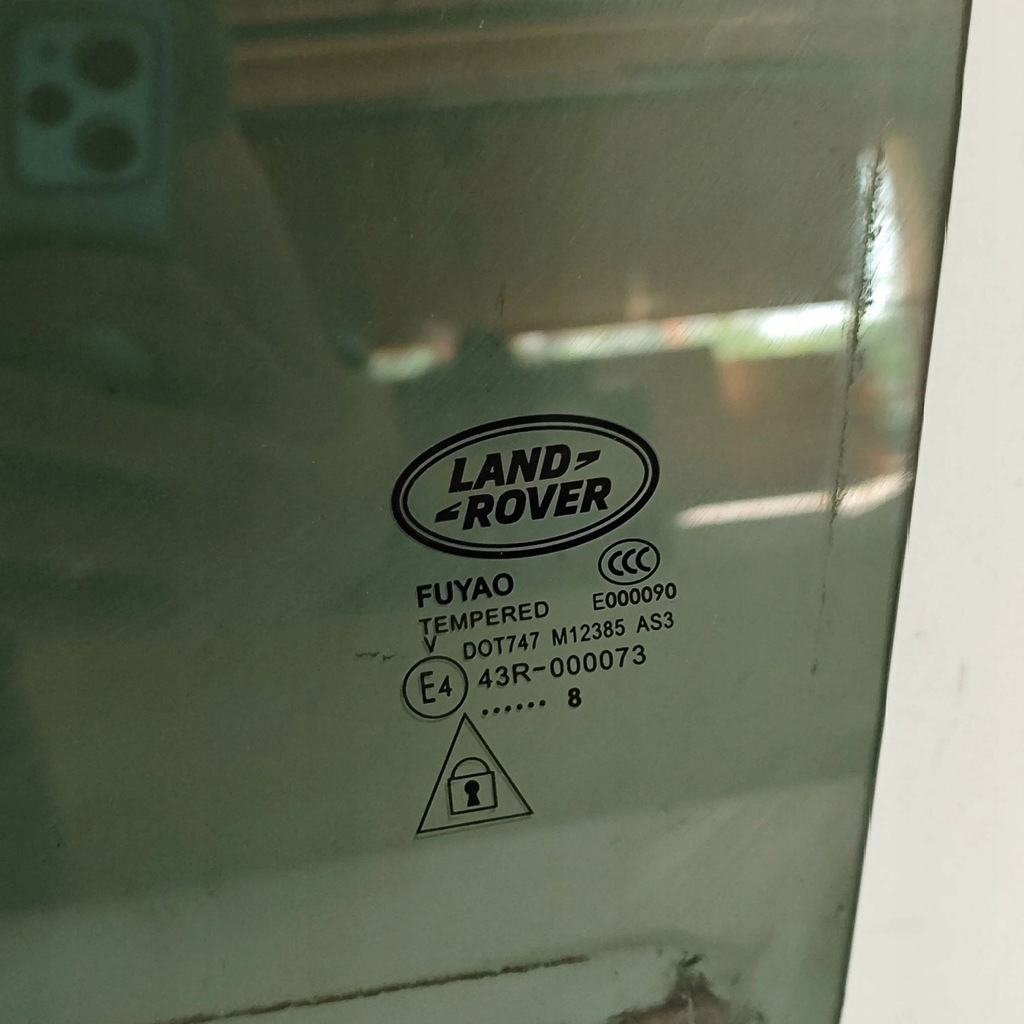 LAND
ROVER
CCC
FUYAO
TEMPERED E000090
V DOT747 M12385 AS3
E4 43R-000073
...... 8